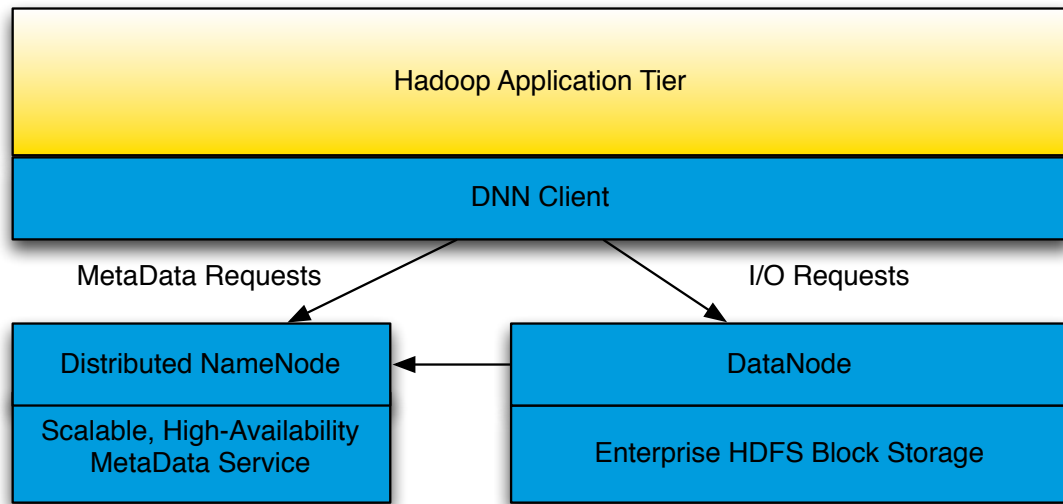 Hadoop Application Tier
DNN Client
MetaData Requests
I/O Requests
Distributed NameNode
DataNode
Scalable, High-Availability
MetaData Service
Enterprise HDFS Block Storage